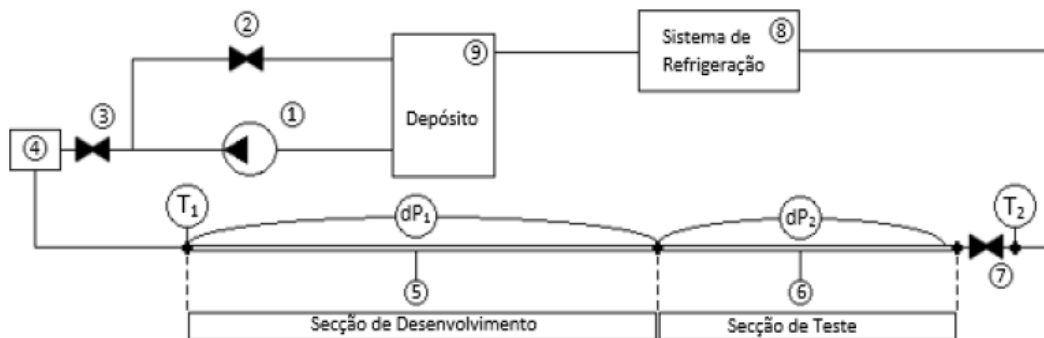 ②
⑧
Sistema de
Refrigeração
⑨
③
①
Depósito
④
T₁
dP₁
dP₂
T₂
⑤
⑥
⑦
Secção de Desenvolvimento
Secção de Teste